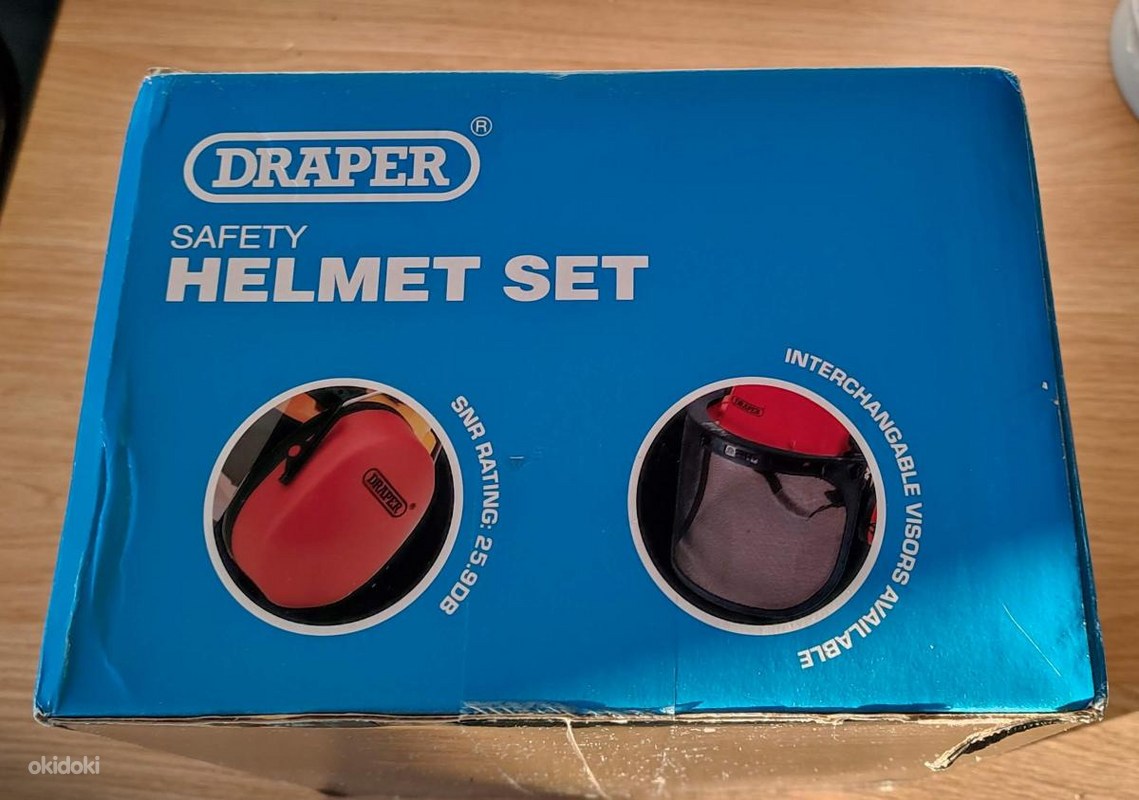 DRAPER®
SAFETY
HELMET SET
DRAPER®
SNR RATING: 25.9DB
DRAPER
INTERCHANGABLE VISORS AVAILABLE
okidoki